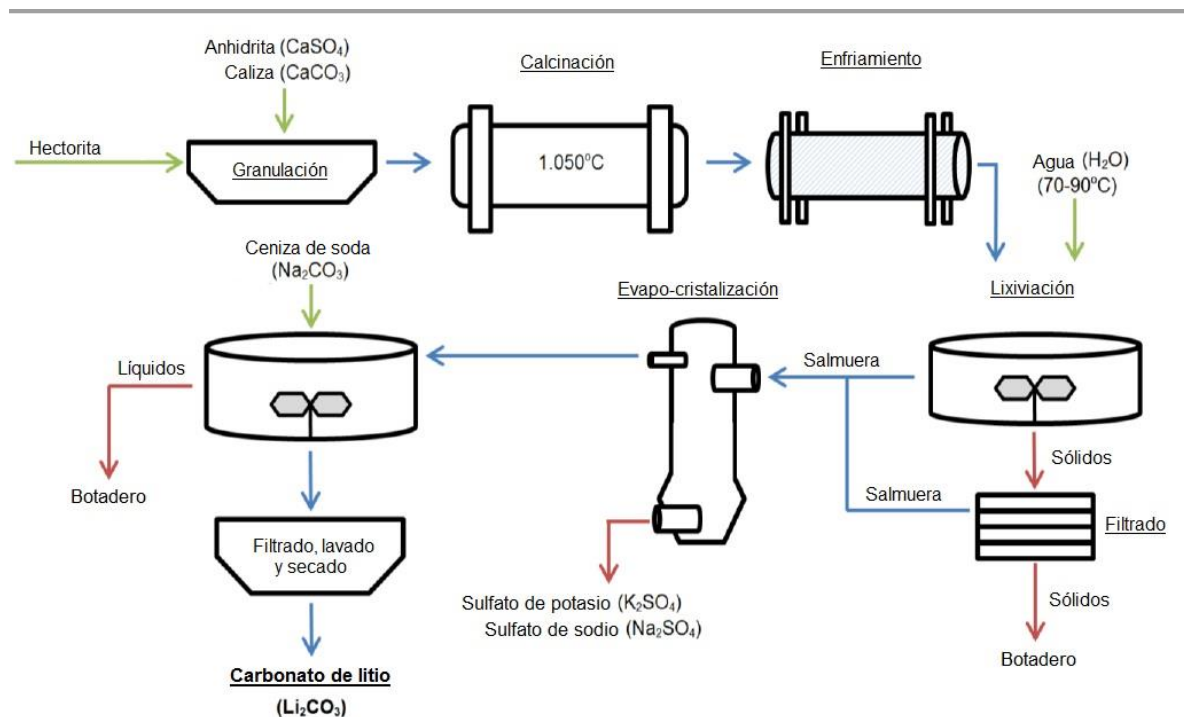 Anhidrita (CaSO₄)
Caliza (CaCO₃)
Calcinación
Enfriamiento
Hectorita
Granulación
1.050°C
Agua (H₂O)
(70-90°C)
Ceniza de soda
(Na₂CO₃)
Evapo-cristalización
Lixiviación
Líquidos
Salmuera
Sólidos
Botadero
Salmuera
Filtrado
Filtrado, lavado
y secado
Sulfato de potasio (K₂SO₄)
Sulfato de sodio (Na₂SO₄)
Sólidos
Botadero
Carbonato de litio
(Li₂CO₃)